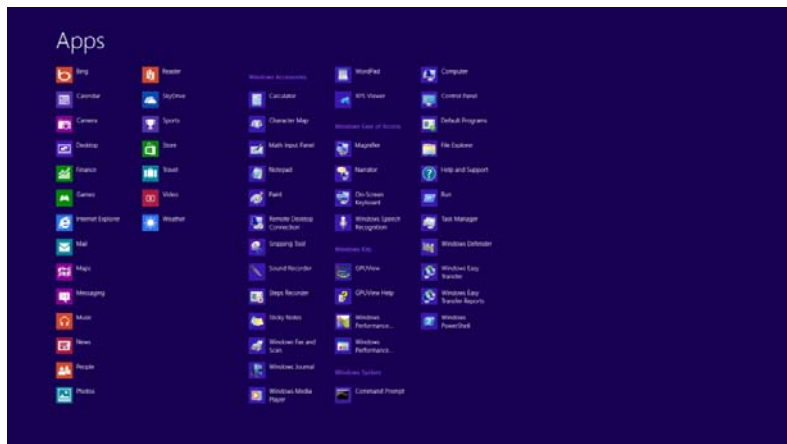 Apps
Bing
Calendar
Camera
Desktop
Finance
Games
Internet Explorer
Mail
Maps
Messaging
Music
News
People
Photos
Reader
SkyDrive
Sports
Store
Travel
Video
Weather
Windows Accessories
Calculator
Character Map
Math Input Panel
Notepad
Paint
Remote Desktop
Connection
Snipping Tool
Sound Recorder
Steps Recorder
Sticky Notes
Windows Fax and
Scan
Windows Journal
Windows Media
Player
WordPad
XPS Viewer
Windows Ease of Access
Magnifier
Narrator
On-Screen
Keyboard
Windows Speech
Recognition
Windows Kits
GPUView
GPUView Help
Windows
Performance...
Windows
Performance...
Windows System
Command Prompt
Computer
Control Panel
Default Programs
File Explorer
Help and Support
Run
Task Manager
Windows Defender
Windows Easy
Transfer
Windows Easy
Transfer Reports
Windows
PowerShell